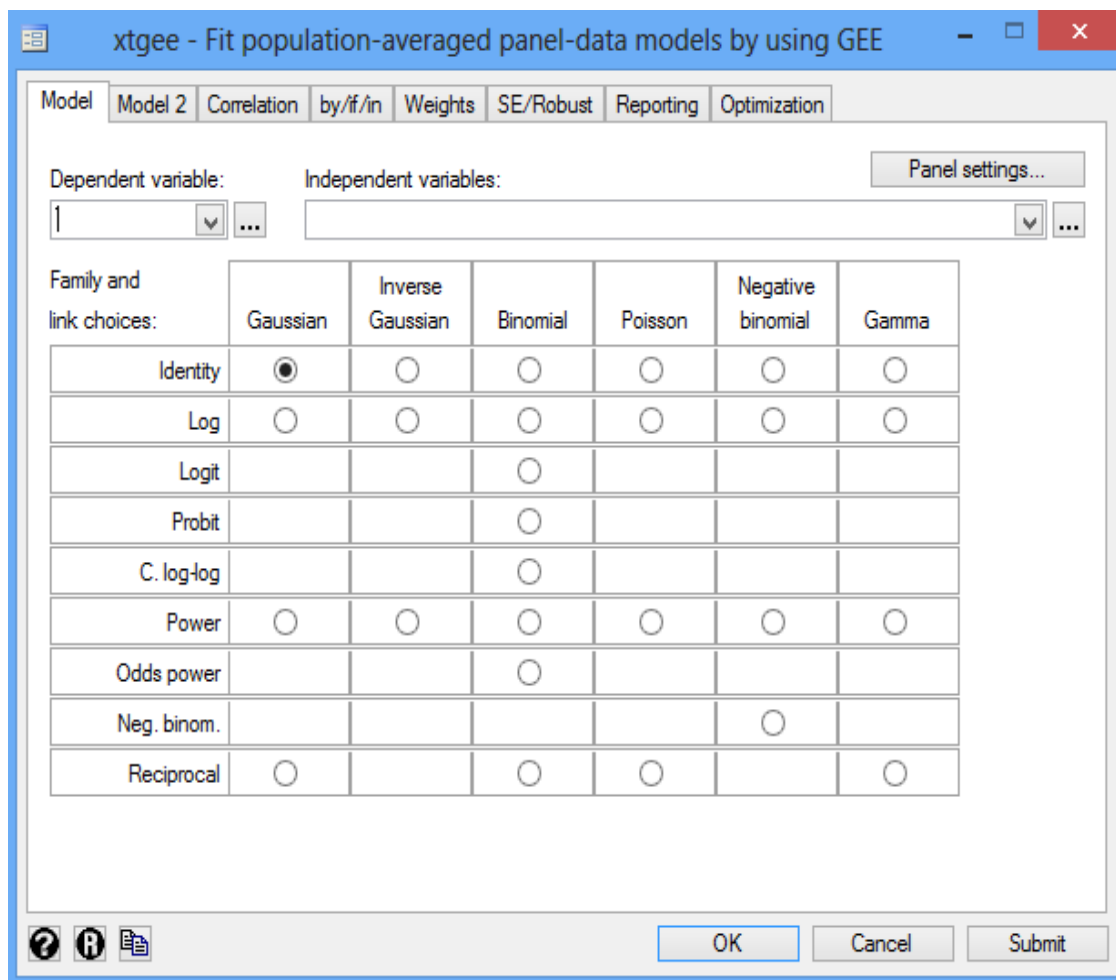 xtgee - Fit population-averaged panel-data models by using GEE
Model Model 2 Correlation by/if/in Weights SE/Robust Reporting Optimization
Panel settings...
Dependent variable: Independent variables:
...
...
Family and
link choices:
Gaussian
Inverse
Gaussian
Binomial
Poisson
Negative
binomial
Gamma
Identity
Log
Logit
Probit
C. log-log
Power
Odds power
Neg. binom.
Reciprocal
? R OK Cancel Submit